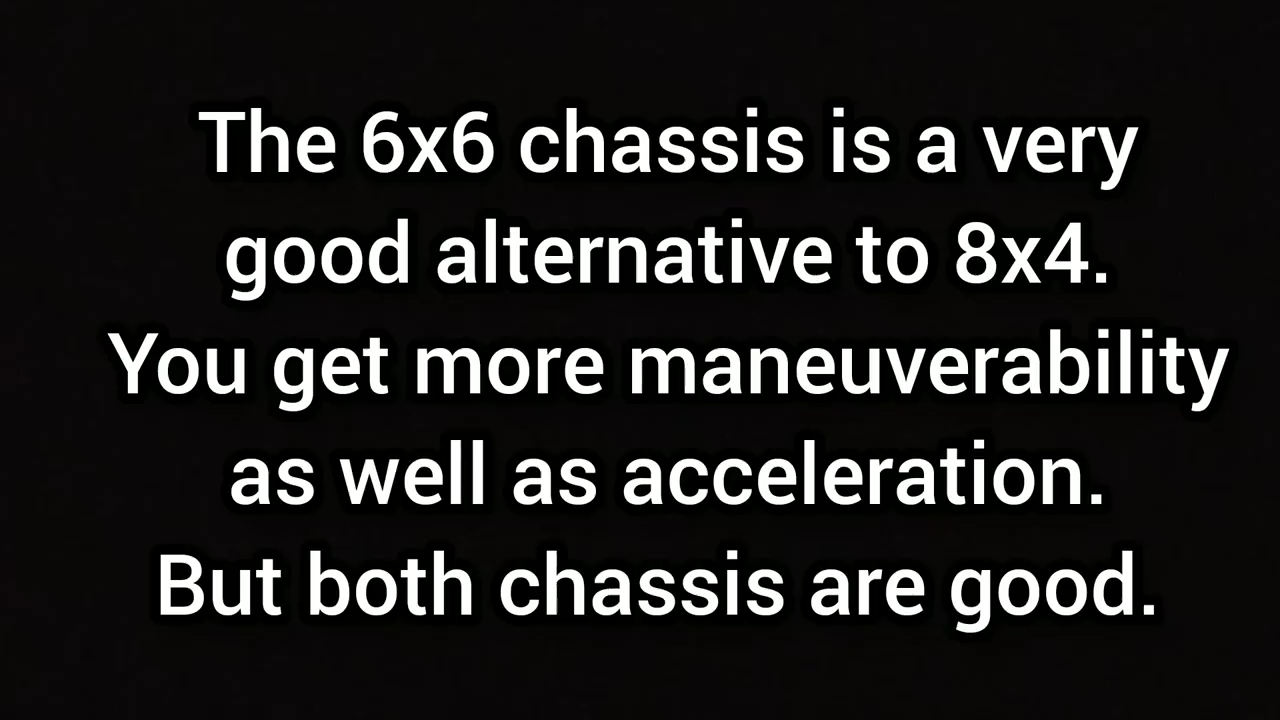 The 6x6 chassis is a very
good alternative to 8x4.
You get more maneuverability
as well as acceleration.
But both chassis are good.